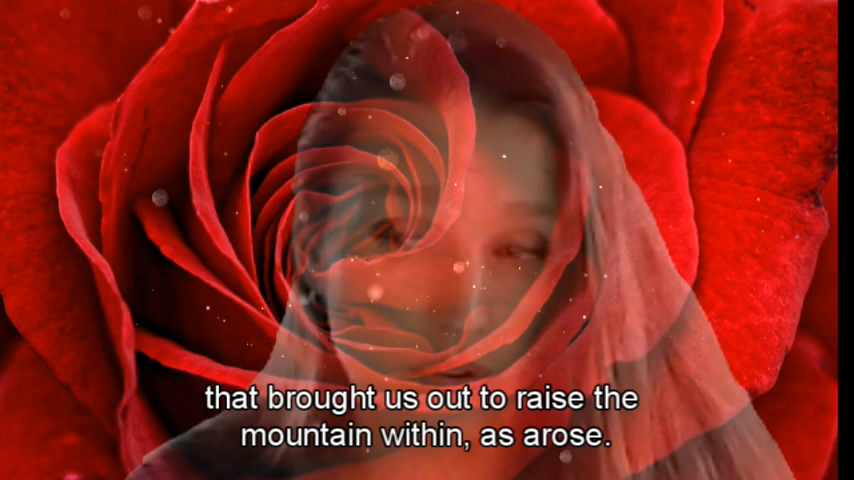 that brought us out to raise the
mountain within, as arose.